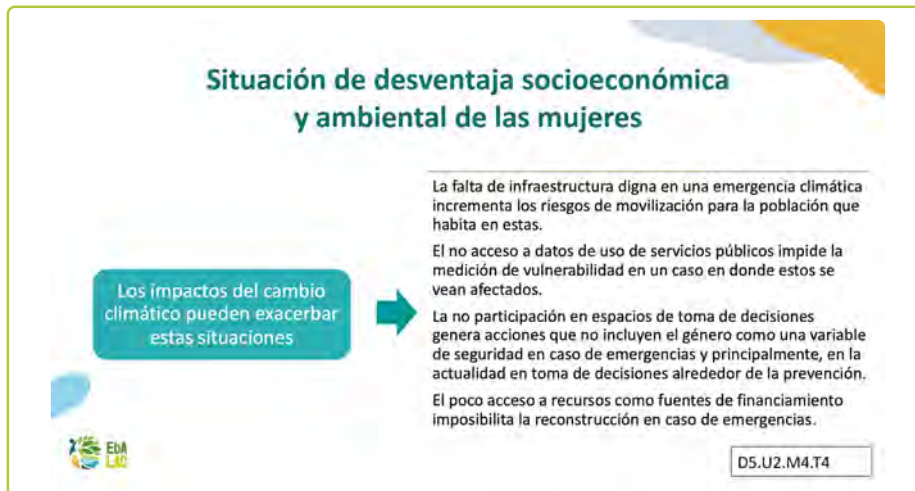 Situación de desventaja socioeconómica
y ambiental de las mujeres
Los impactos del cambio
climático pueden exacerbar
estas situaciones
La falta de infraestructura digna en una emergencia climática
incrementa los riesgos de movilización para la población que
habita en estas.
El no acceso a datos de uso de servicios públicos impide la
medición de vulnerabilidad en un caso en donde estos se
vean afectados.
La no participación en espacios de toma de decisiones
genera acciones que no incluyen el género como una variable
de seguridad en caso de emergencias y principalmente, en la
actualidad en toma de decisiones alrededor de la prevención.
El poco acceso a recursos como fuentes de financiamiento
imposibilita la reconstrucción en caso de emergencias.
EbA
LAC
D5.U2.M4.T4